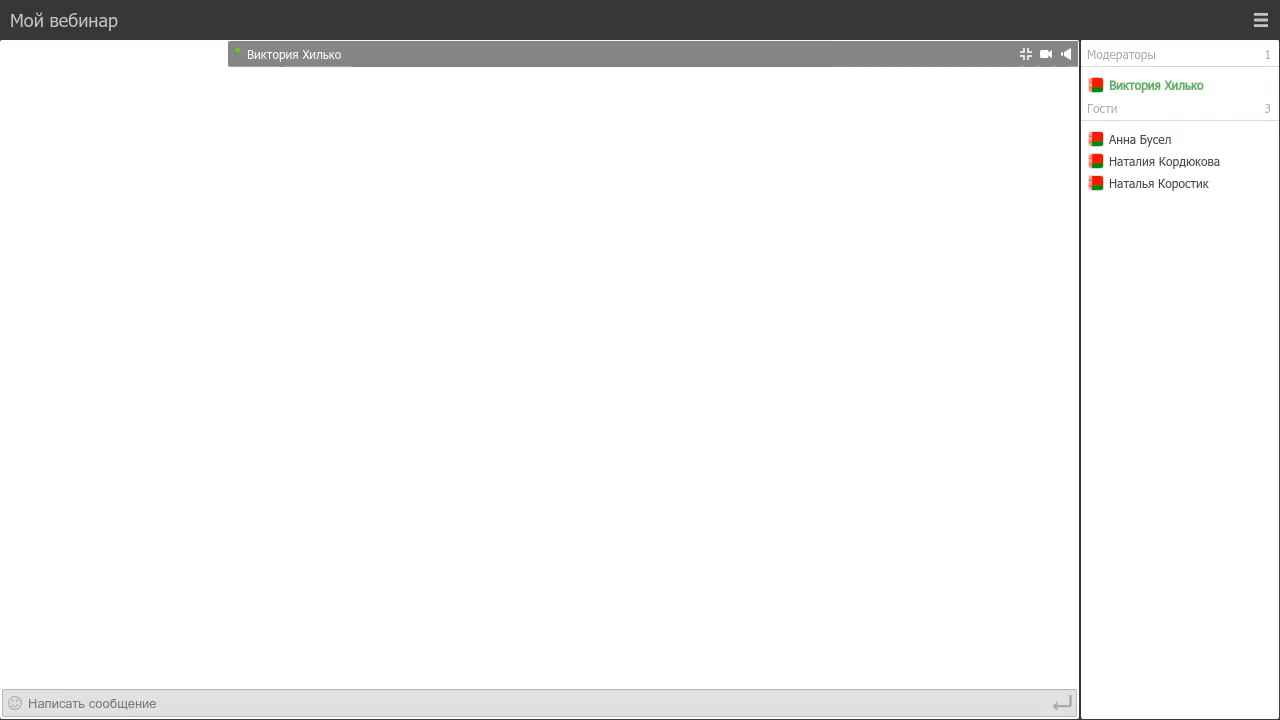 Мой вебинар
Виктория Хилько
Модераторы 1
Виктория Хилько
Гости 3
Анна Бусел
Наталия Кордюкова
Наталья Коростик
Написать сообщение